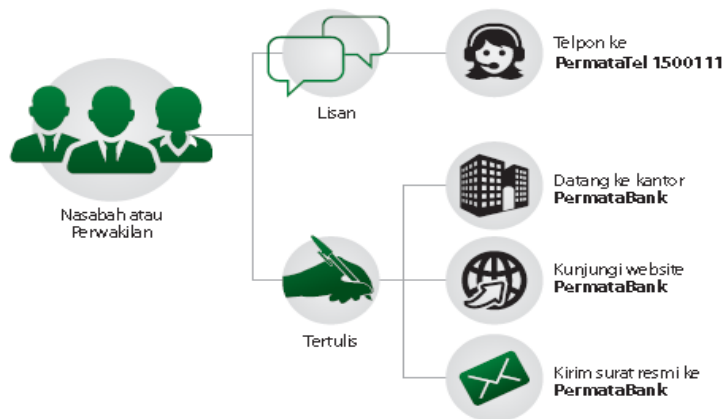 Nasabah atau
Perwakilan
Lisan
Telpon ke
PermataTel 1500111
Tertulis
Datang ke kantor
PermataBank
Kunjungi website
PermataBank
Kirim surat resmi ke
PermataBank